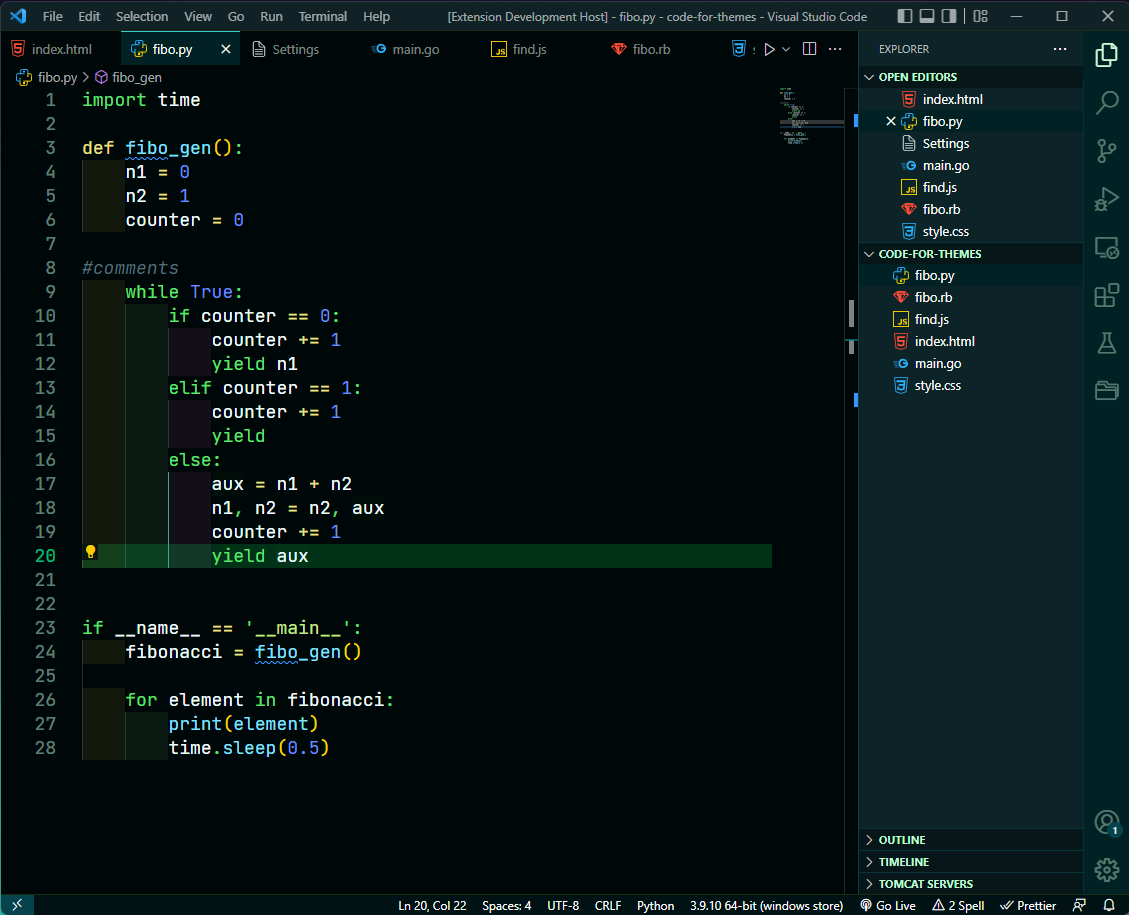 File Edit Selection View Go Run Terminal Help [Extension Development Host] - fibo.py - code-for-themes - Visual Studio Code
index.html fibo.py Settings main.go find.js fibo.rb
fibo.py > fibo_gen
1 import time
2
3 def fibo_gen():
4 n1 = 0
5 n2 = 1
6 counter = 0
7
8 #comments
9 while True:
10 if counter == 0:
11 counter += 1
12 yield n1
13 elif counter == 1:
14 counter += 1
15 yield
16 else:
17 aux = n1 + n2
18 n1, n2 = n2, aux
19 counter += 1
20 yield aux
21
22
23 if __name__ == '__main__':
24 fibonacci = fibo_gen()
25
26 for element in fibonacci:
27 print(element)
28 time.sleep(0.5)
EXPLORER
OPEN EDITORS
index.html
fibo.py
Settings
main.go
find.js
fibo.rb
style.css
CODE-FOR-THEMES
fibo.py
fibo.rb
find.js
index.html
main.go
style.css
OUTLINE
TIMELINE
TOMCAT SERVERS
1
Ln 20, Col 22 Spaces: 4 UTF-8 CRLF Python 3.9.10 64-bit (windows store) Go Live 2 Spell Prettier